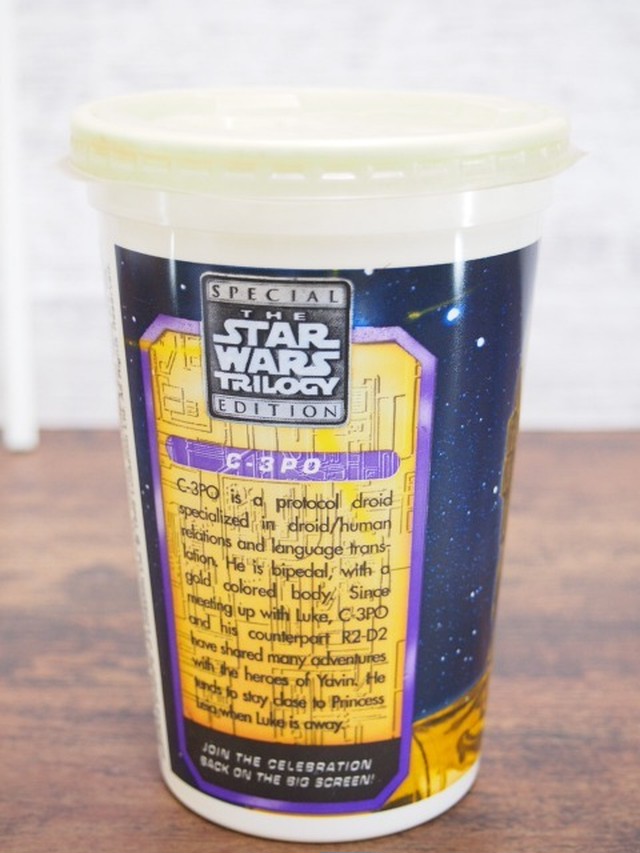 SPECIAL
THE
STAR
WARS
TRILOGY
EDITION
C-3PO
C-3PO is a protocol droid
specialized in droid/human
relations and language trans-
lation. He is bipedal, with a
gold colored body. Since
meeting up with Luke, C-3PO
and his counterpart R2-D2
have shared many adventures
with the heroes of Yavin. He
tends to stay close to Princess
Leia when Luke is away.
JOIN THE CELEBRATION
BACK ON THE BIG SCREEN!